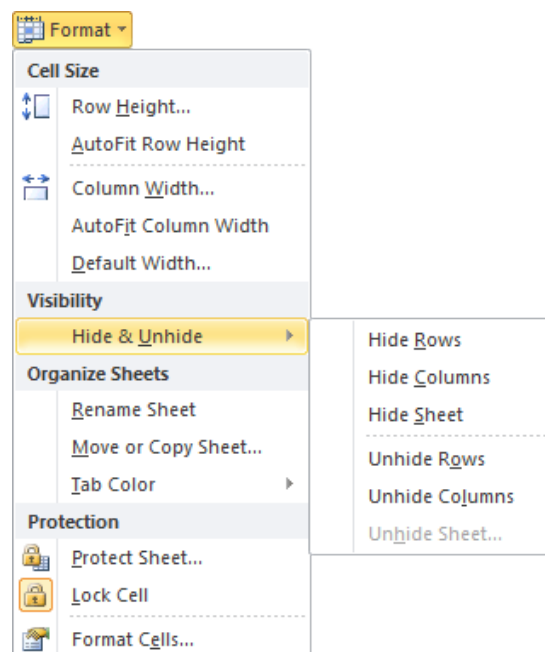 Format
Cell Size
Row Height...
AutoFit Row Height
Column Width...
AutoFit Column Width
Default Width...
Visibility
Hide & Unhide
Hide Rows
Hide Columns
Hide Sheet
Unhide Rows
Unhide Columns
Unhide Sheet...
Organize Sheets
Rename Sheet
Move or Copy Sheet...
Tab Color
Protection
Protect Sheet...
Lock Cell
Format Cells...